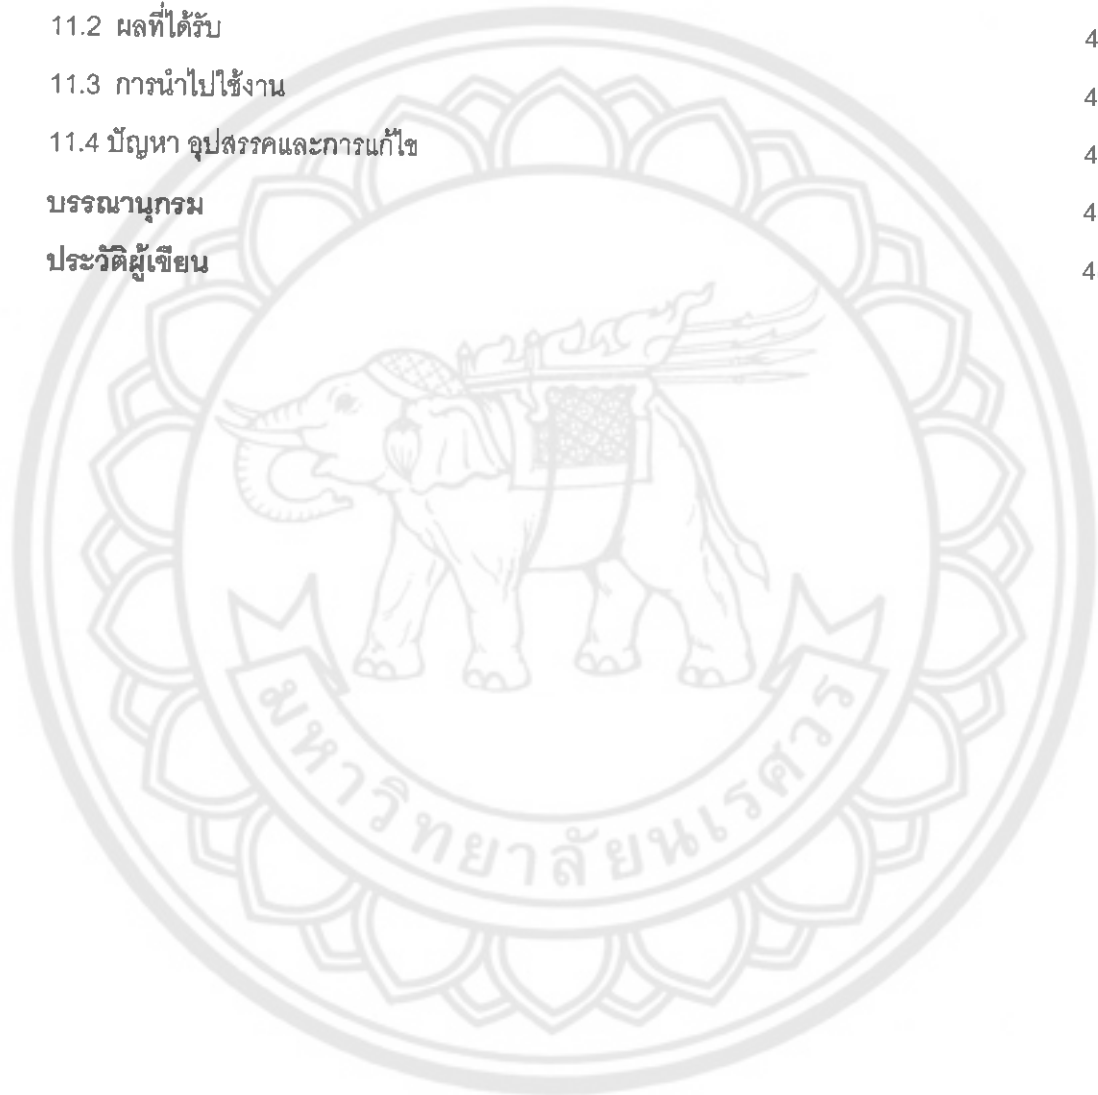 11.2 ผลที่ได้รับ 4
11.3 การนำไปใช้งาน 4
11.4 ปัญหา อุปสรรคและการแก้ไข 4
บรรณานุกรม 4
ประวัติผู้เขียน 4
มหาวิทยาลัยนเรศวร